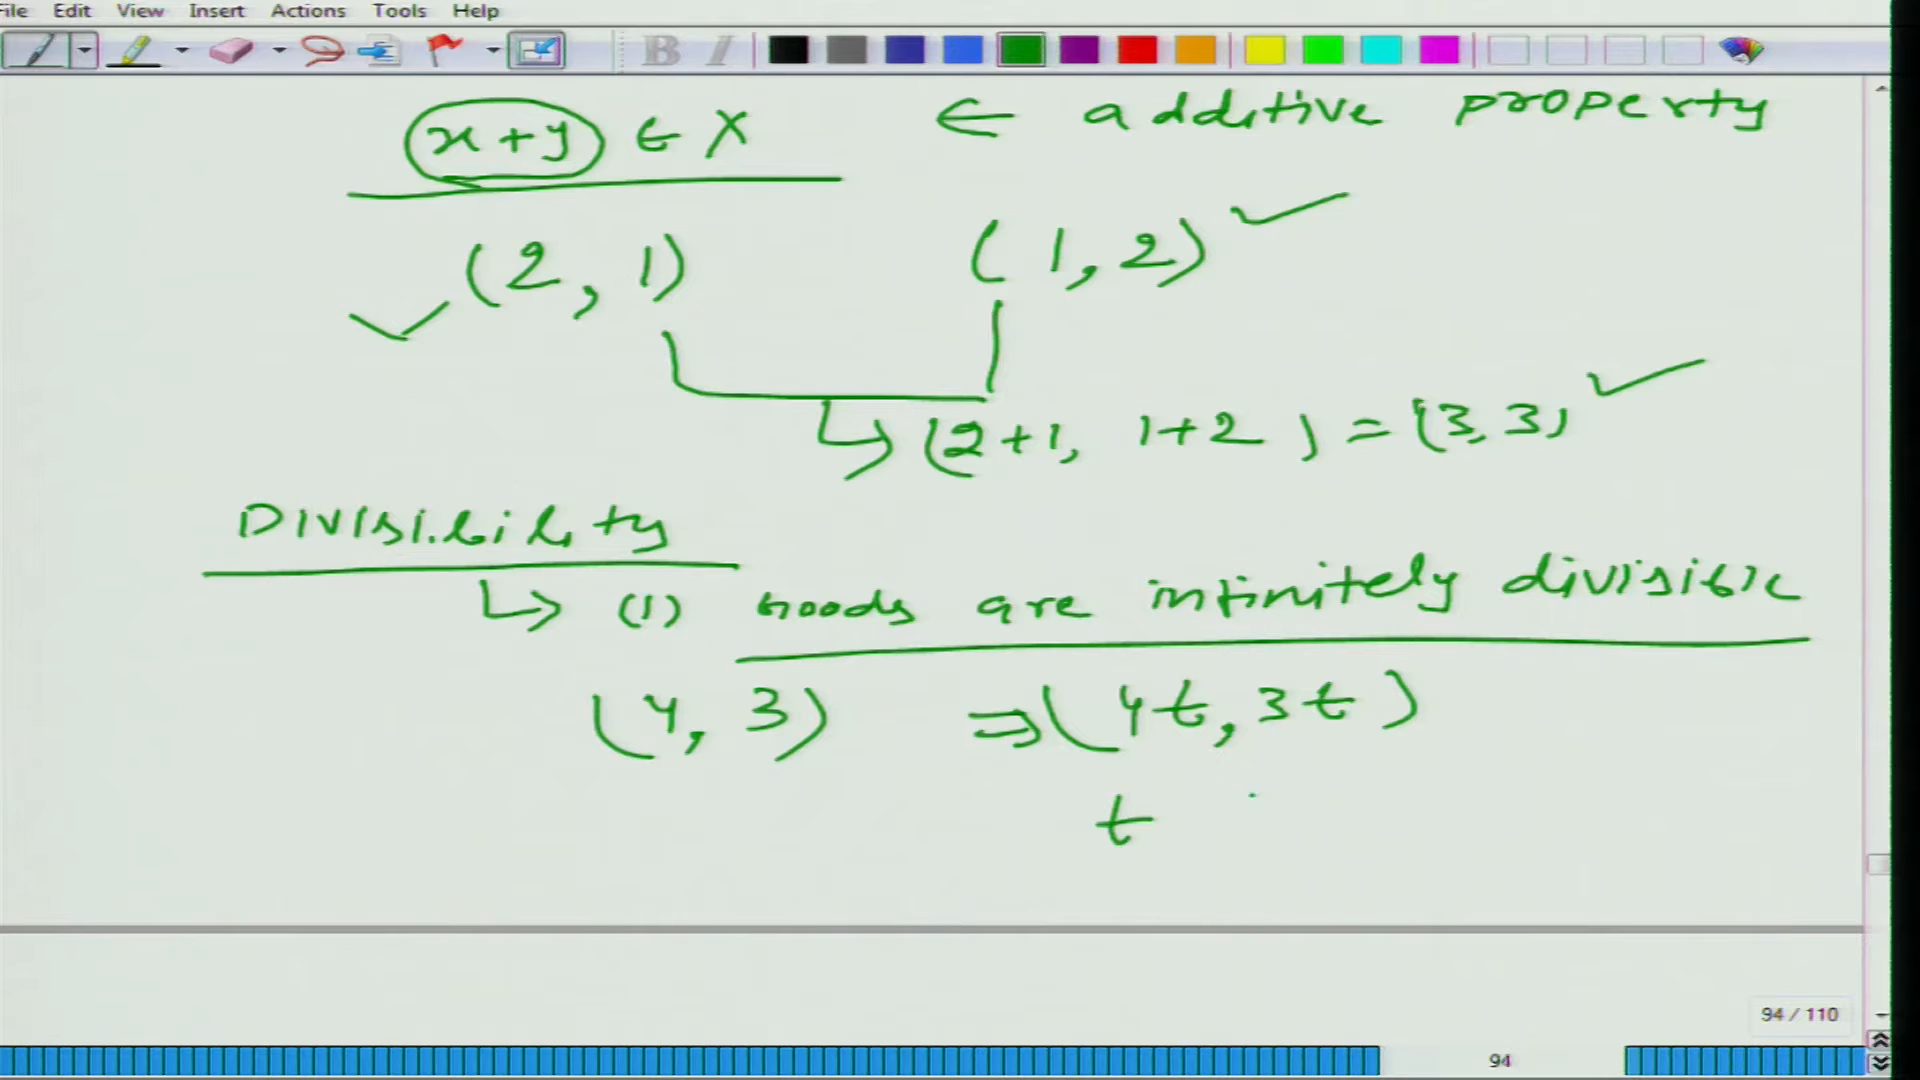 File Edit View Insert Actions Tools Help
x+y ∈ X ← additive property
(2, 1) (1, 2)
↳ (2+1, 1+2) = (3, 3)
Divisibility
↳ (1) Goods are infinitely divisible
(4, 3) ⇒ (4t, 3t)
t
94 / 110
94